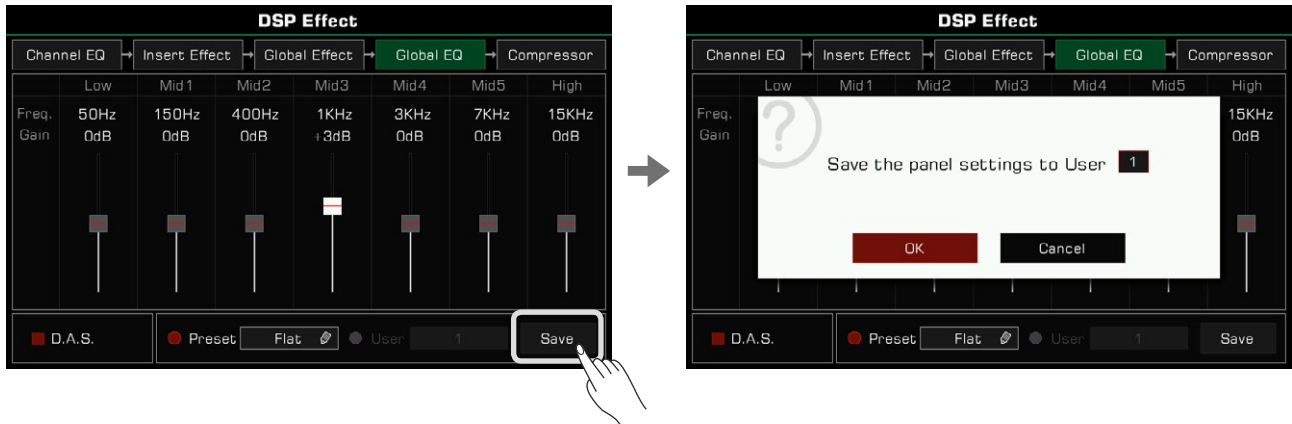 DSP Effect
Channel EQ Insert Effect Global Effect Global EQ Compressor
Low Mid1 Mid2 Mid3 Mid4 Mid5 High
Freq. 50Hz 150Hz 400Hz 1KHz 3KHz 7KHz 15KHz
Gain 0dB 0dB 0dB +3dB 0dB 0dB 0dB
D.A.S. Preset Flat User 1 Save
DSP Effect
Channel EQ Insert Effect Global Effect Global EQ Compressor
Low Mid1 Mid2 Mid3 Mid4 Mid5 High
Freq. 15KHz
Gain 0dB
?
Save the panel settings to User 1
OK Cancel
D.A.S. Preset Flat User 1 Save